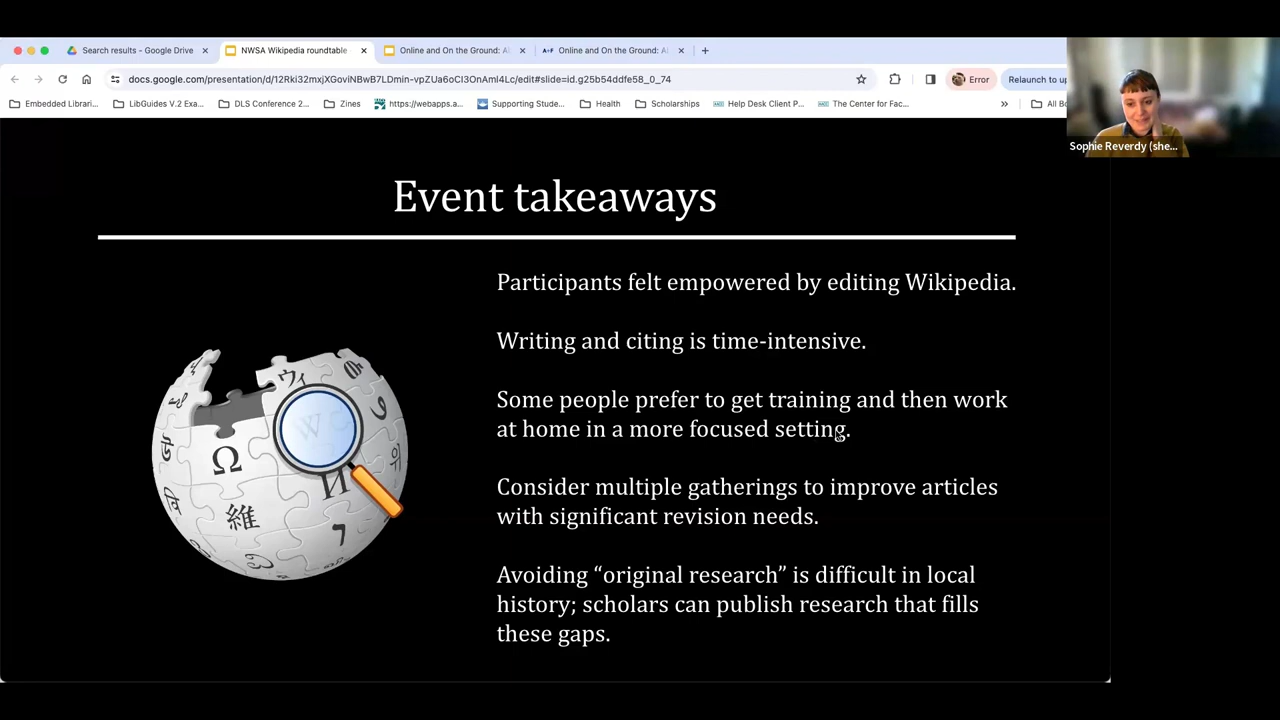 Search results - Google Drive
NWSA Wikipedia roundtable
Online and On the Ground: A
A+F Online and On the Ground: A
docs.google.com/presentation/d/12Rki32mxjXGoviNBwB7LDmin-vpZUa6oCI3OnAmI4Lc/edit#slide=id.g25b54ddfe58_0_74
Error
Relaunch to up
Embedded Librari...
LibGuides V.2 Exa...
DLS Conference 2...
Zines
https://webapps.a...
Supporting Stude...
Health
Scholarships
Help Desk Client P...
The Center for Fac...
»
All Bo
Sophie Reverdy (she...
Event takeaways
Participants felt empowered by editing Wikipedia.
Writing and citing is time-intensive.
Some people prefer to get training and then work
at home in a more focused setting.
Consider multiple gatherings to improve articles
with significant revision needs.
Avoiding “original research” is difficult in local
history; scholars can publish research that fills
these gaps.
ウィ
W
Ω
И
維